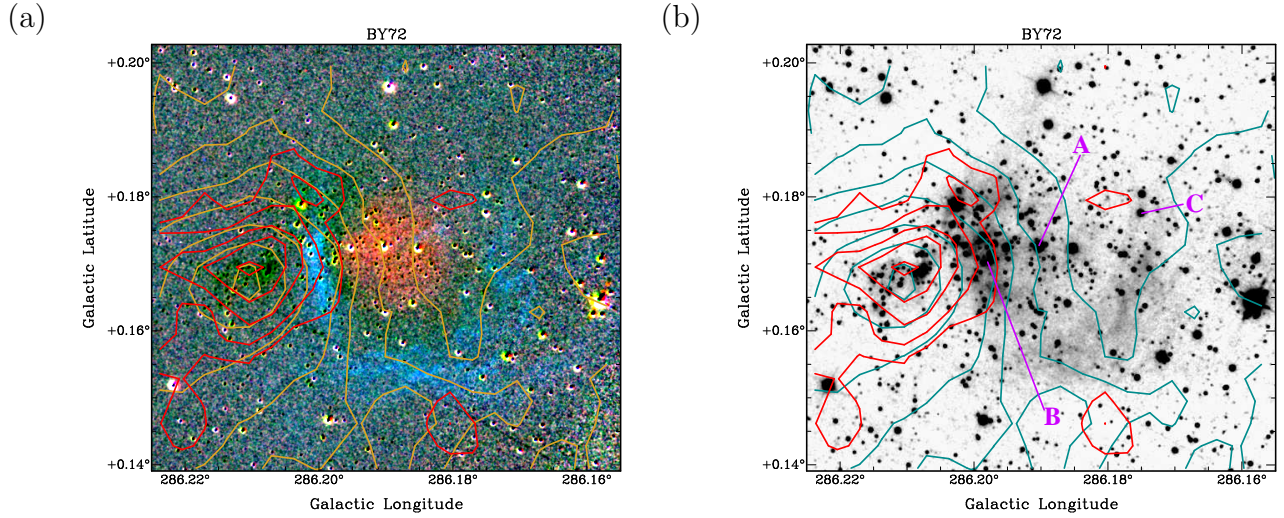 (a)
BY72
+0.20°
+0.18°
+0.16°
+0.14°
Galactic Latitude
286.22° 286.20° 286.18° 286.16°
Galactic Longitude
(b)
BY72
+0.20°
+0.18°
+0.16°
+0.14°
Galactic Latitude
A
C
B
286.22° 286.20° 286.18° 286.16°
Galactic Longitude